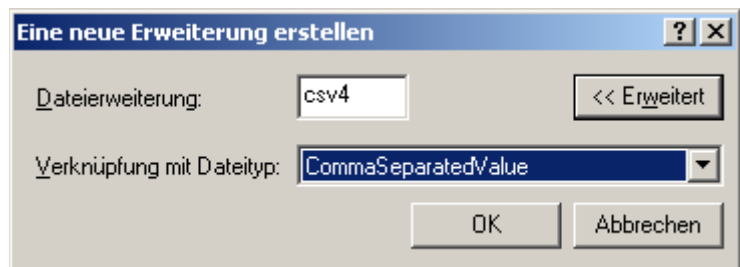 Eine neue Erweiterung erstellen
Dateierweiterung: csv4 << Erweitert
Verknüpfung mit Dateityp: CommaSeparatedValue
OK Abbrechen